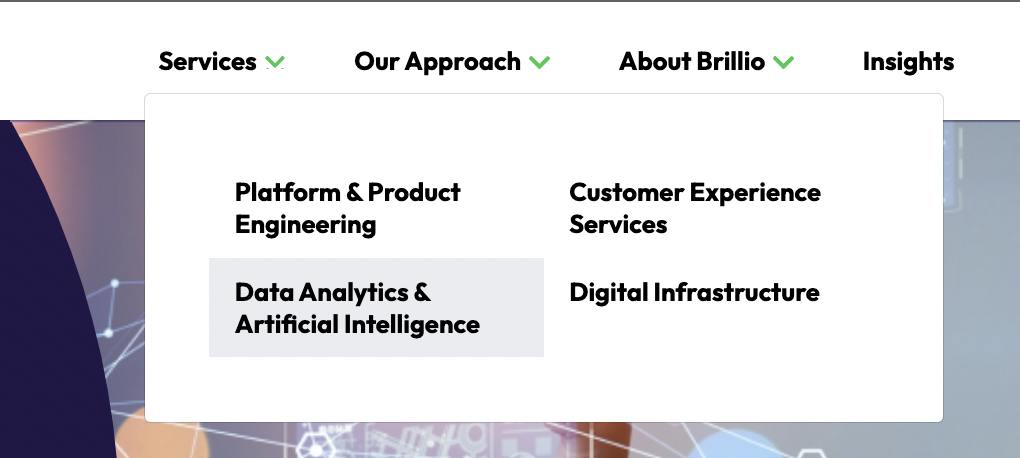 Services
Our Approach
About Brillio
Insights
Platform & Product
Engineering
Customer Experience
Services
Data Analytics &
Artificial Intelligence
Digital Infrastructure